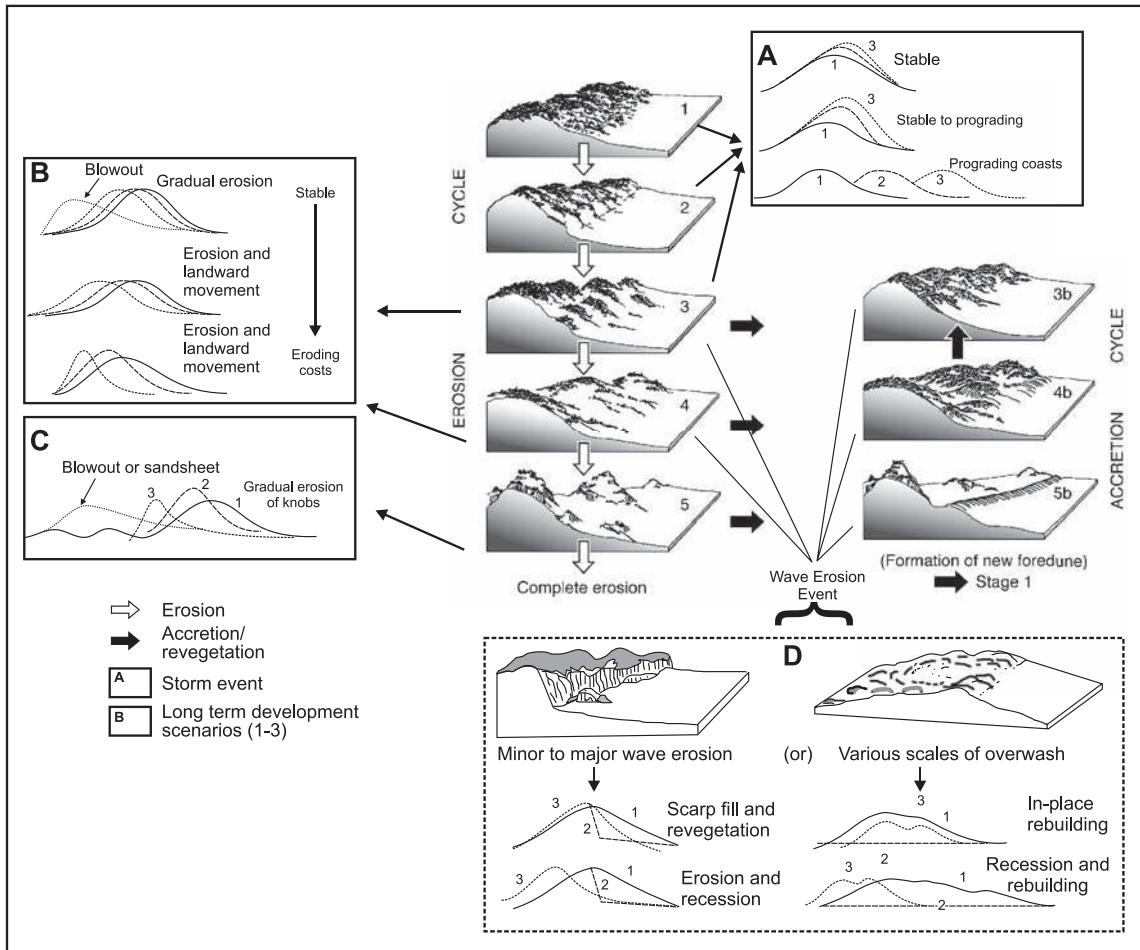 A
3
1
Stable
3
1
Stable to prograding
Prograding coasts
1
2
3
B
Blowout
Gradual erosion
Stable
Erosion and
landward
movement
Erosion and
landward
movement
Eroding
costs
C
Blowout or sandsheet
3
2
1
Gradual erosion
of knobs
CYCLE
EROSION
1
2
3
4
5
Complete erosion
3b
4b
5b
CYCLE
ACCRETION
(Formation of new foredune)
Stage 1
Wave Erosion
Event
Erosion
Accretion/
revegetation
A
Storm event
B
Long term development
scenarios (1-3)
D
Minor to major wave erosion
(or)
Various scales of overwash
3
1
2
Scarp fill and
revegetation
3
1
2
Erosion and
recession
3
1
In-place
rebuilding
2
3
2
1
2
Recession and
rebuilding